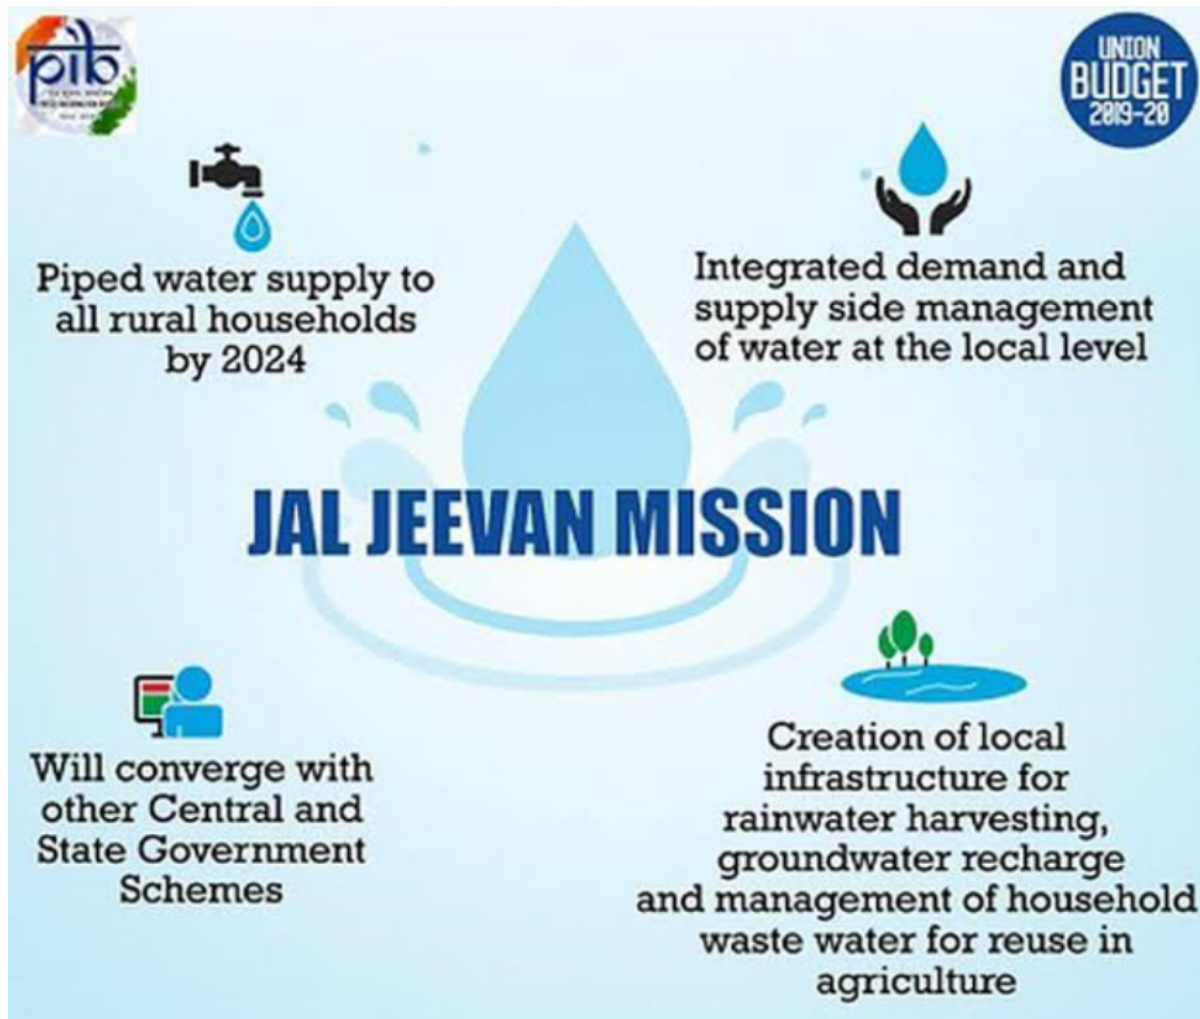 pib
UNION
BUDGET
2019-20
Piped water supply to
all rural households
by 2024
Integrated demand and
supply side management
of water at the local level
JAL JEEVAN MISSION
Will converge with
other Central and
State Government
Schemes
Creation of local
infrastructure for
rainwater harvesting,
groundwater recharge
and management of household
waste water for reuse in
agriculture